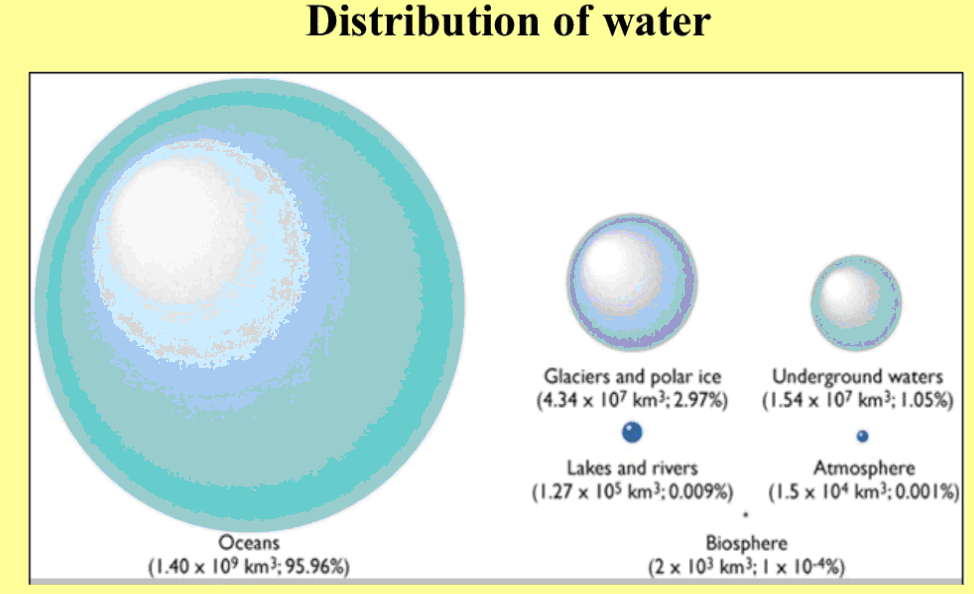 Distribution of water
Glaciers and polar ice
(4.34 x 10⁷ km³; 2.97%)
Underground waters
(1.54 x 10⁷ km³; 1.05%)
Lakes and rivers
(1.27 x 10⁵ km³; 0.009%)
Atmosphere
(1.5 x 10⁴ km³; 0.001%)
Oceans
(1.40 x 10⁹ km³; 95.96%)
Biosphere
(2 x 10³ km³; 1 x 10⁻⁴%)